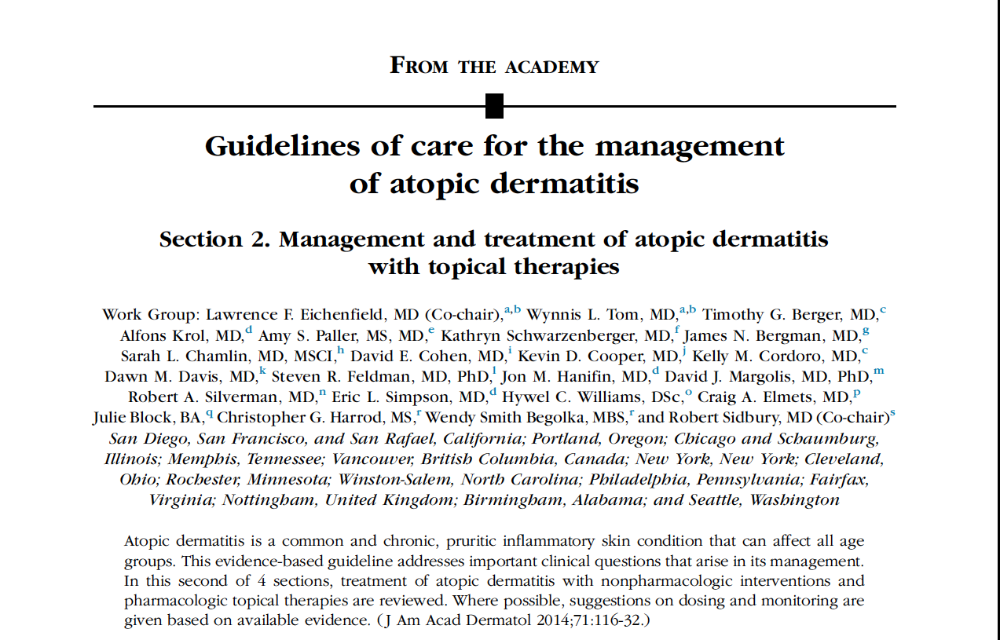 FROM THE ACADEMY
Guidelines of care for the management
of atopic dermatitis
Section 2. Management and treatment of atopic dermatitis
with topical therapies
Work Group: Lawrence F. Eichenfield, MD (Co-chair),a,b Wynnis L. Tom, MD,a,b Timothy G. Berger, MD,c
Alfons Krol, MD,d Amy S. Paller, MS, MD,e Kathryn Schwarzenberger, MD,f James N. Bergman, MD,g
Sarah L. Chamlin, MD, MSCI,h David E. Cohen, MD,i Kevin D. Cooper, MD,j Kelly M. Cordoro, MD,c
Dawn M. Davis, MD,k Steven R. Feldman, MD, PhD,l Jon M. Hanifin, MD,d David J. Margolis, MD, PhD,m
Robert A. Silverman, MD,n Eric L. Simpson, MD,d Hywel C. Williams, DSc,o Craig A. Elmets, MD,p
Julie Block, BA,q Christopher G. Harrod, MS,r Wendy Smith Begolka, MBS,r and Robert Sidbury, MD (Co-chair)s
San Diego, San Francisco, and San Rafael, California; Portland, Oregon; Chicago and Schaumburg,
Illinois; Memphis, Tennessee; Vancouver, British Columbia, Canada; New York, New York; Cleveland,
Ohio; Rochester, Minnesota; Winston-Salem, North Carolina; Philadelphia, Pennsylvania; Fairfax,
Virginia; Nottingham, United Kingdom; Birmingham, Alabama; and Seattle, Washington
Atopic dermatitis is a common and chronic, pruritic inflammatory skin condition that can affect all age
groups. This evidence-based guideline addresses important clinical questions that arise in its management.
In this second of 4 sections, treatment of atopic dermatitis with nonpharmacologic interventions and
pharmacologic topical therapies are reviewed. Where possible, suggestions on dosing and monitoring are
given based on available evidence. (J Am Acad Dermatol 2014;71:116-32.)